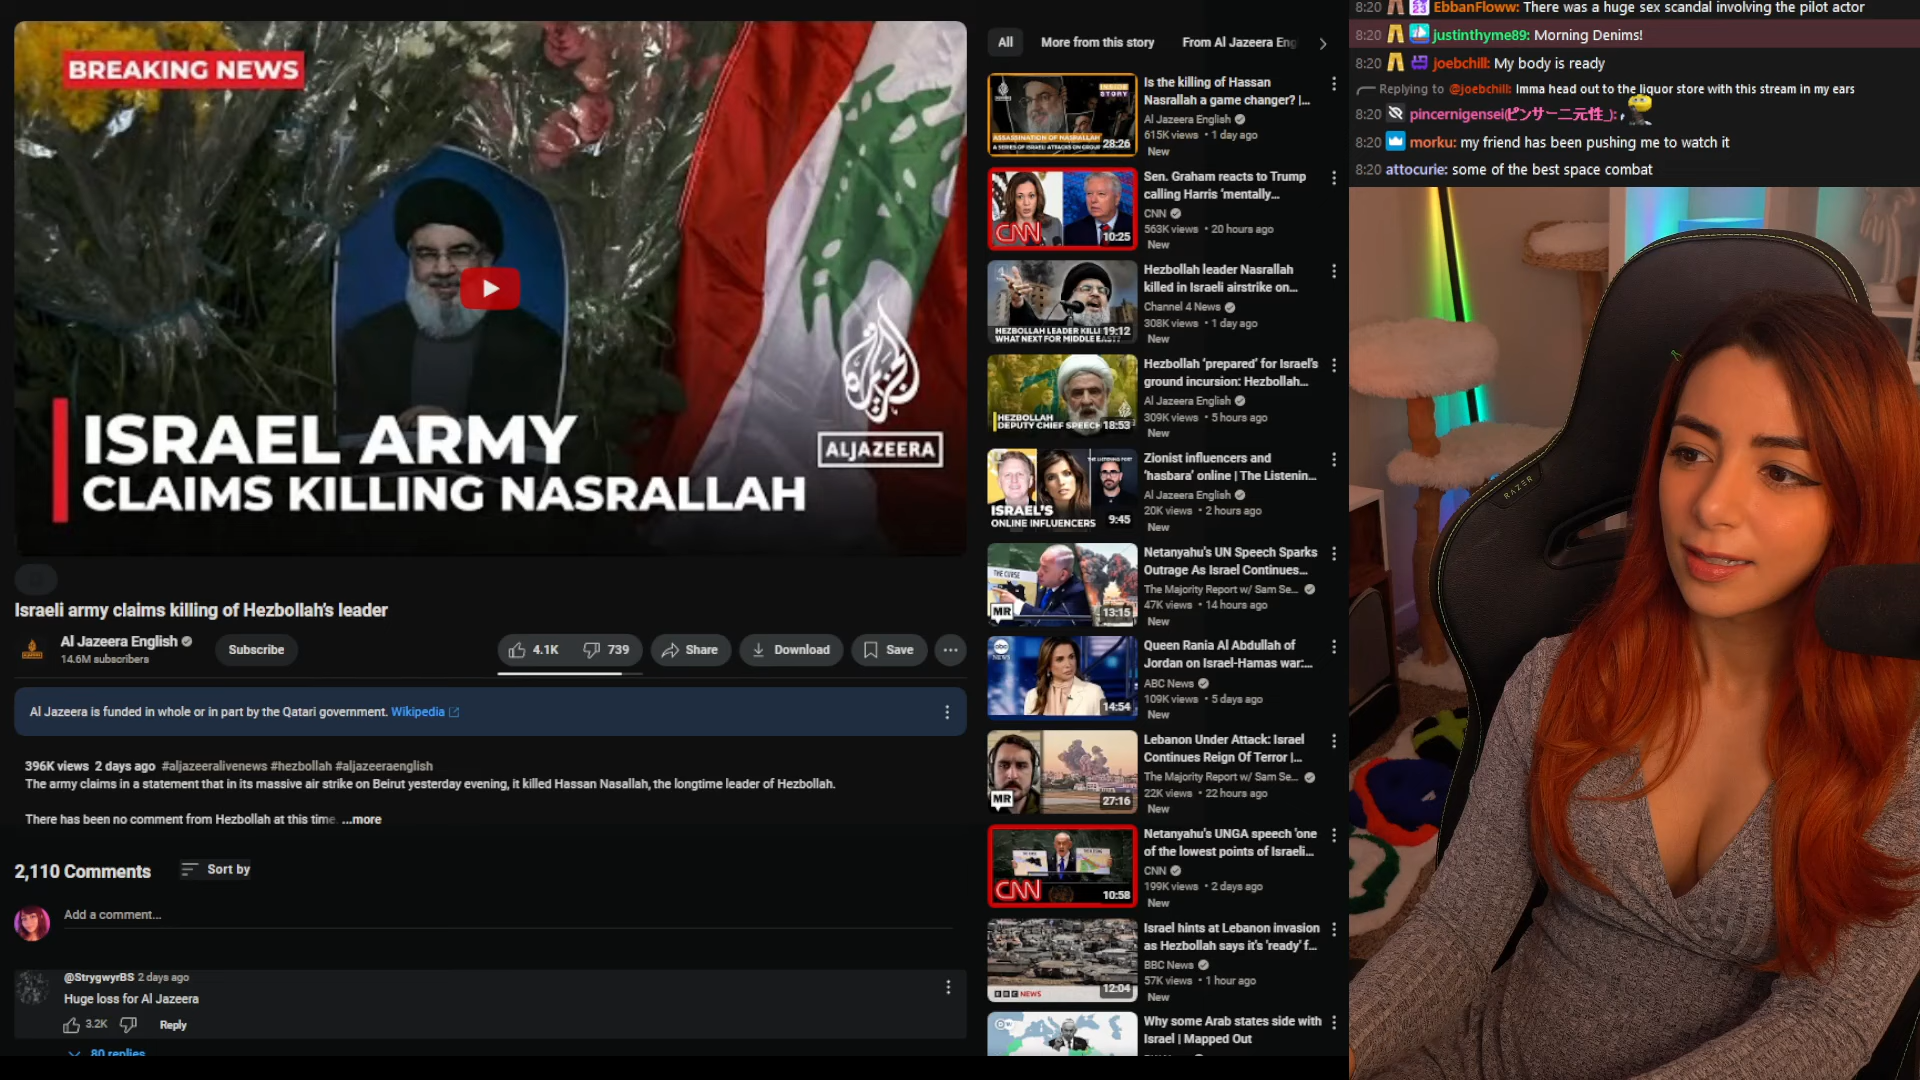 BREAKING NEWS
ISRAEL ARMY
CLAIMS KILLING NASRALLAH
ALJAZEERA
Israeli army claims killing of Hezbollah's leader
Al Jazeera English
14.6M subscribers
Subscribe
4.1K
739
Share
Download
Save
Al Jazeera is funded in whole or in part by the Qatari government. Wikipedia
396K views 2 days ago #aljazeeralivenews #hezbollah #aljazeeraenglish
The army claims in a statement that in its massive air strike on Beirut yesterday evening, it killed Hassan Nasallah, the longtime leader of Hezbollah.
There has been no comment from Hezbollah at this time. ...more
2,110 Comments
Sort by
Add a comment...
@StrygwyrBS 2 days ago
Huge loss for Al Jazeera
3.2K
Reply
80 replies
All
More from this story
From Al Jazeera Eng
INSIDE STORY
ASSASSINATION OF NASRALLAH
A SERIES OF ISRAELI ATTACKS ON GROUP
28:26
Is the killing of Hassan
Nasrallah a game changer? |...
Al Jazeera English
615K views • 1 day ago
New
CNN
10:25
Sen. Graham reacts to Trump
calling Harris 'mentally...
CNN
563K views • 20 hours ago
New
HEZBOLLAH LEADER KILL
WHAT NEXT FOR MIDDLE EAST?
19:12
Hezbollah leader Nasrallah
killed in Israeli airstrike on...
Channel 4 News
308K views • 1 day ago
New
HEZBOLLAH
DEPUTY CHIEF SPEECH
18:53
Hezbollah 'prepared' for Israel's
ground incursion: Hezbollah...
Al Jazeera English
309K views • 5 hours ago
New
THE LISTENING POST
ISRAEL'S
ONLINE INFLUENCERS
9:45
Zionist influencers and
'hasbara' online | The Listenin...
Al Jazeera English
20K views • 2 hours ago
New
THE CURSE
MR
13:15
Netanyahu's UN Speech Sparks
Outrage As Israel Continues...
The Majority Report w/ Sam Se...
47K views • 14 hours ago
New
abc NEWS
14:54
Queen Rania Al Abdullah of
Jordan on Israel-Hamas war:...
ABC News
109K views • 5 days ago
New
MR
27:16
Lebanon Under Attack: Israel
Continues Reign Of Terror |...
The Majority Report w/ Sam Se...
22K views • 22 hours ago
New
CNN
10:58
Netanyahu's UNGA speech 'one
of the lowest points of Israeli...
CNN
199K views • 2 days ago
New
BBC NEWS
12:04
Israel hints at Lebanon invasion
as Hezbollah says it's 'ready' f...
BBC News
57K views • 1 hour ago
New
Why some Arab states side with
Israel | Mapped Out
8:20 EbbanFloww: There was a huge sex scandal involving the pilot actor
8:20 justinthyme89: Morning Denims!
8:20 joebchill: My body is ready
Replying to @joebchill: Imma head out to the liquor store with this stream in my ears
8:20 pincernigensei(ピンサー二元性):
8:20 morku: my friend has been pushing me to watch it
8:20 attocurie: some of the best space combat
RAZER